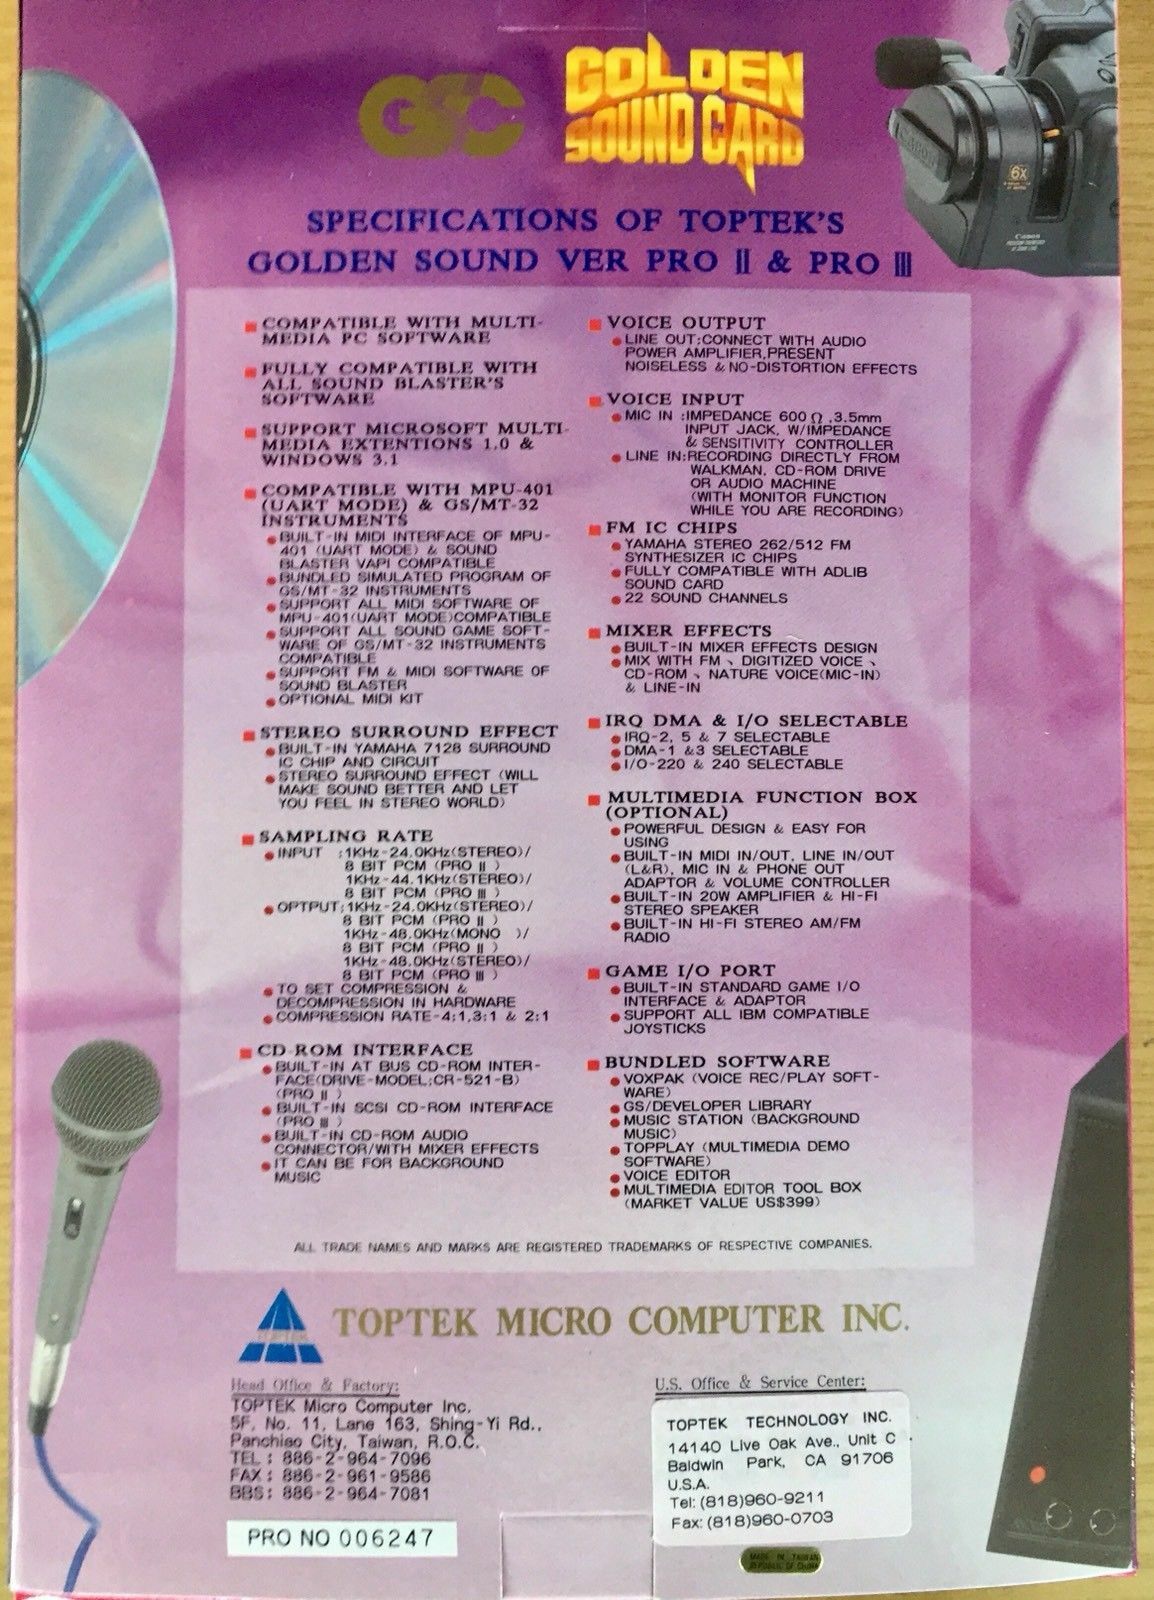 GSC
GOLDEN
SOUND CARD
6X
Canon
SPECIFICATIONS OF TOPTEK'S
GOLDEN SOUND VER PRO II & PRO III
COMPATIBLE WITH MULTI-
MEDIA PC SOFTWARE
FULLY COMPATIBLE WITH
ALL SOUND BLASTER'S
SOFTWARE
SUPPORT MICROSOFT MULTI-
MEDIA EXTENTIONS 1.0 &
WINDOWS 3.1
COMPATIBLE WITH MPU-401
(UART MODE) & GS/MT-32
INSTRUMENTS
BUILT-IN MIDI INTERFACE OF MPU-
401 (UART MODE) & SOUND
BLASTER VAPI COMPATIBLE
BUNDLED SIMULATED PROGRAM OF
GS/MT-32 INSTRUMENTS
SUPPORT ALL MIDI SOFTWARE OF
MPU-401(UART MODE)COMPATIBLE
SUPPORT ALL SOUND GAME SOFT-
WARE OF GS/MT-32 INSTRUMENTS
COMPATIBLE
SUPPORT FM & MIDI SOFTWARE OF
SOUND BLASTER
OPTIONAL MIDI KIT
STEREO SURROUND EFFECT
BUILT-IN YAMAHA 7128 SURROUND
IC CHIP AND CIRCUIT
STEREO SURROUND EFFECT (WILL
MAKE SOUND BETTER AND LET
YOU FEEL IN STEREO WORLD)
SAMPLING RATE
INPUT :1KHz-24.0KHz(STEREO)/
8 BIT PCM (PRO II)
1KHz-44.1KHz(STEREO)/
8 BIT PCM (PRO III)
OPTPUT:1KHz-24.0KHz(STEREO)/
8 BIT PCM (PRO II)
1KHz-48.0KHz(MONO )/
8 BIT PCM (PRO II)
1KHz-48.0KHz(STEREO)/
8 BIT PCM (PRO III)
TO SET COMPRESSION &
DECOMPRESSION IN HARDWARE
COMPRESSION RATE-4:1,3:1 & 2:1
CD-ROM INTERFACE
BUILT-IN AT BUS CD-ROM INTER-
FACE(DRIVE-MODEL:CR-521-B)
(PRO II)
BUILT-IN SCSI CD-ROM INTERFACE
(PRO III)
BUILT-IN CD-ROM AUDIO
CONNECTOR/WITH MIXER EFFECTS
IT CAN BE FOR BACKGROUND
MUSIC
VOICE OUTPUT
LINE OUT:CONNECT WITH AUDIO
POWER AMPLIFIER,PRESENT
NOISELESS & NO-DISTORTION EFFECTS
VOICE INPUT
MIC IN :IMPEDANCE 600 Ω ,3.5mm
INPUT JACK, W/IMPEDANCE
& SENSITIVITY CONTROLLER
LINE IN:RECORDING DIRECTLY FROM
WALKMAN, CD-ROM DRIVE
OR AUDIO MACHINE
(WITH MONITOR FUNCTION
WHILE YOU ARE RECORDING)
FM IC CHIPS
YAMAHA STEREO 262/512 FM
SYNTHESIZER IC CHIPS
FULLY COMPATIBLE WITH ADLIB
SOUND CARD
22 SOUND CHANNELS
MIXER EFFECTS
BUILT-IN MIXER EFFECTS DESIGN
MIX WITH FM、DIGITIZED VOICE、
CD-ROM、NATURE VOICE(MIC-IN)
& LINE-IN
IRQ DMA & I/O SELECTABLE
IRQ-2, 5 & 7 SELECTABLE
DMA-1 &3 SELECTABLE
I/O-220 & 240 SELECTABLE
MULTIMEDIA FUNCTION BOX
(OPTIONAL)
POWERFUL DESIGN & EASY FOR
USING
BUILT-IN MIDI IN/OUT, LINE IN/OUT
(L&R), MIC IN & PHONE OUT
ADAPTOR & VOLUME CONTROLLER
BUILT-IN 20W AMPLIFIER & HI-FI
STEREO SPEAKER
BUILT-IN HI-FI STEREO AM/FM
RADIO
GAME I/O PORT
BUILT-IN STANDARD GAME I/O
INTERFACE & ADAPTOR
SUPPORT ALL IBM COMPATIBLE
JOYSTICKS
BUNDLED SOFTWARE
VOXPAK (VOICE REC/PLAY SOFT-
WARE)
GS/DEVELOPER LIBRARY
MUSIC STATION (BACKGROUND
MUSIC)
TOPPLAY (MULTIMEDIA DEMO
SOFTWARE)
VOICE EDITOR
MULTIMEDIA EDITOR TOOL BOX
(MARKET VALUE US$399)
ALL TRADE NAMES AND MARKS ARE REGISTERED TRADEMARKS OF RESPECTIVE COMPANIES.
TOPTEK
TOPTEK MICRO COMPUTER INC.
Head Office & Factory:
TOPTEK Micro Computer Inc.
5F, No. 11, Lane 163, Shing-Yi Rd.,
Panchiao City, Taiwan, R.O.C.
TEL : 886-2-964-7096
FAX : 886-2-961-9586
BBS: 886-2-964-7081
PRO NO 006247
U.S. Office & Service Center:
TOPTEK TECHNOLOGY INC.
14140 Live Oak Ave., Unit C
Baldwin Park, CA 91706
U.S.A.
Tel: (818)960-9211
Fax: (818)960-0703
MADE IN TAIWAN
REPUBLIC OF CHINA